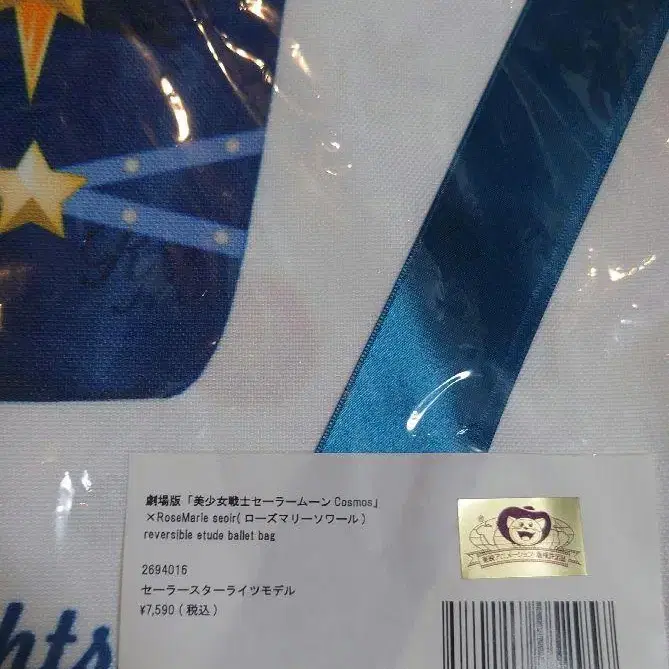 劇場版「美少女戦士セーラームーン Cosmos」
×RoseMarie seoir( ローズマリーソワール )
reversible etude ballet bag
2694016
セーラースターライツモデル
¥7,590 ( 税込 )
hts